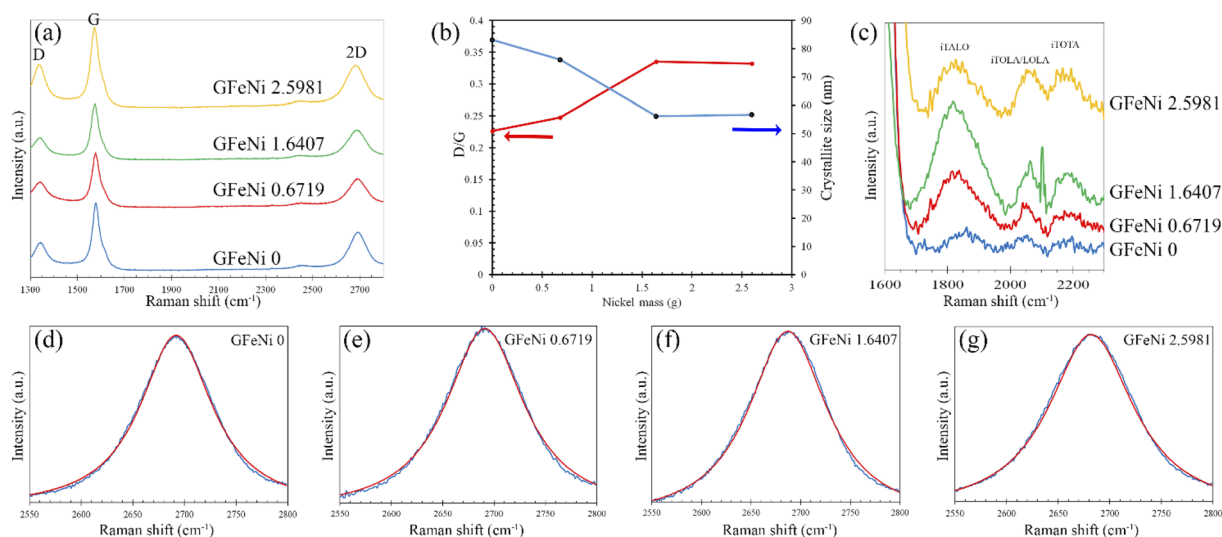 (a)
D
G
2D
GFeNi 2.5981
GFeNi 1.6407
GFeNi 0.6719
GFeNi 0
Intensity (a.u.)
1300 1500 1700 1900 2100 2300 2500 2700
Raman shift (cm⁻¹)
(b)
0.4
0.35
0.3
0.25
0.2
0.15
0.1
0.05
0
D/G
90
80
70
60
50
40
30
20
10
0
Crystallite size (nm)
0 0.5 1 1.5 2 2.5 3
Nickel mass (g)
(c)
iTALO
iTOLA/LOLA
iTOTA
GFeNi 2.5981
GFeNi 1.6407
GFeNi 0.6719
GFeNi 0
Intensity (a.u.)
1600 1800 2000 2200
Raman shift (cm⁻¹)
(d)
GFeNi 0
Intensity (a.u.)
2550 2600 2650 2700 2750 2800
Raman shift (cm⁻¹)
(e)
GFeNi 0.6719
Intensity (a.u.)
2550 2600 2650 2700 2750 2800
Raman shift (cm⁻¹)
(f)
GFeNi 1.6407
Intensity (a.u.)
2550 2600 2650 2700 2750 2800
Raman shift (cm⁻¹)
(g)
GFeNi 2.5981
Intensity (a.u.)
2550 2600 2650 2700 2750 2800
Raman shift (cm⁻¹)